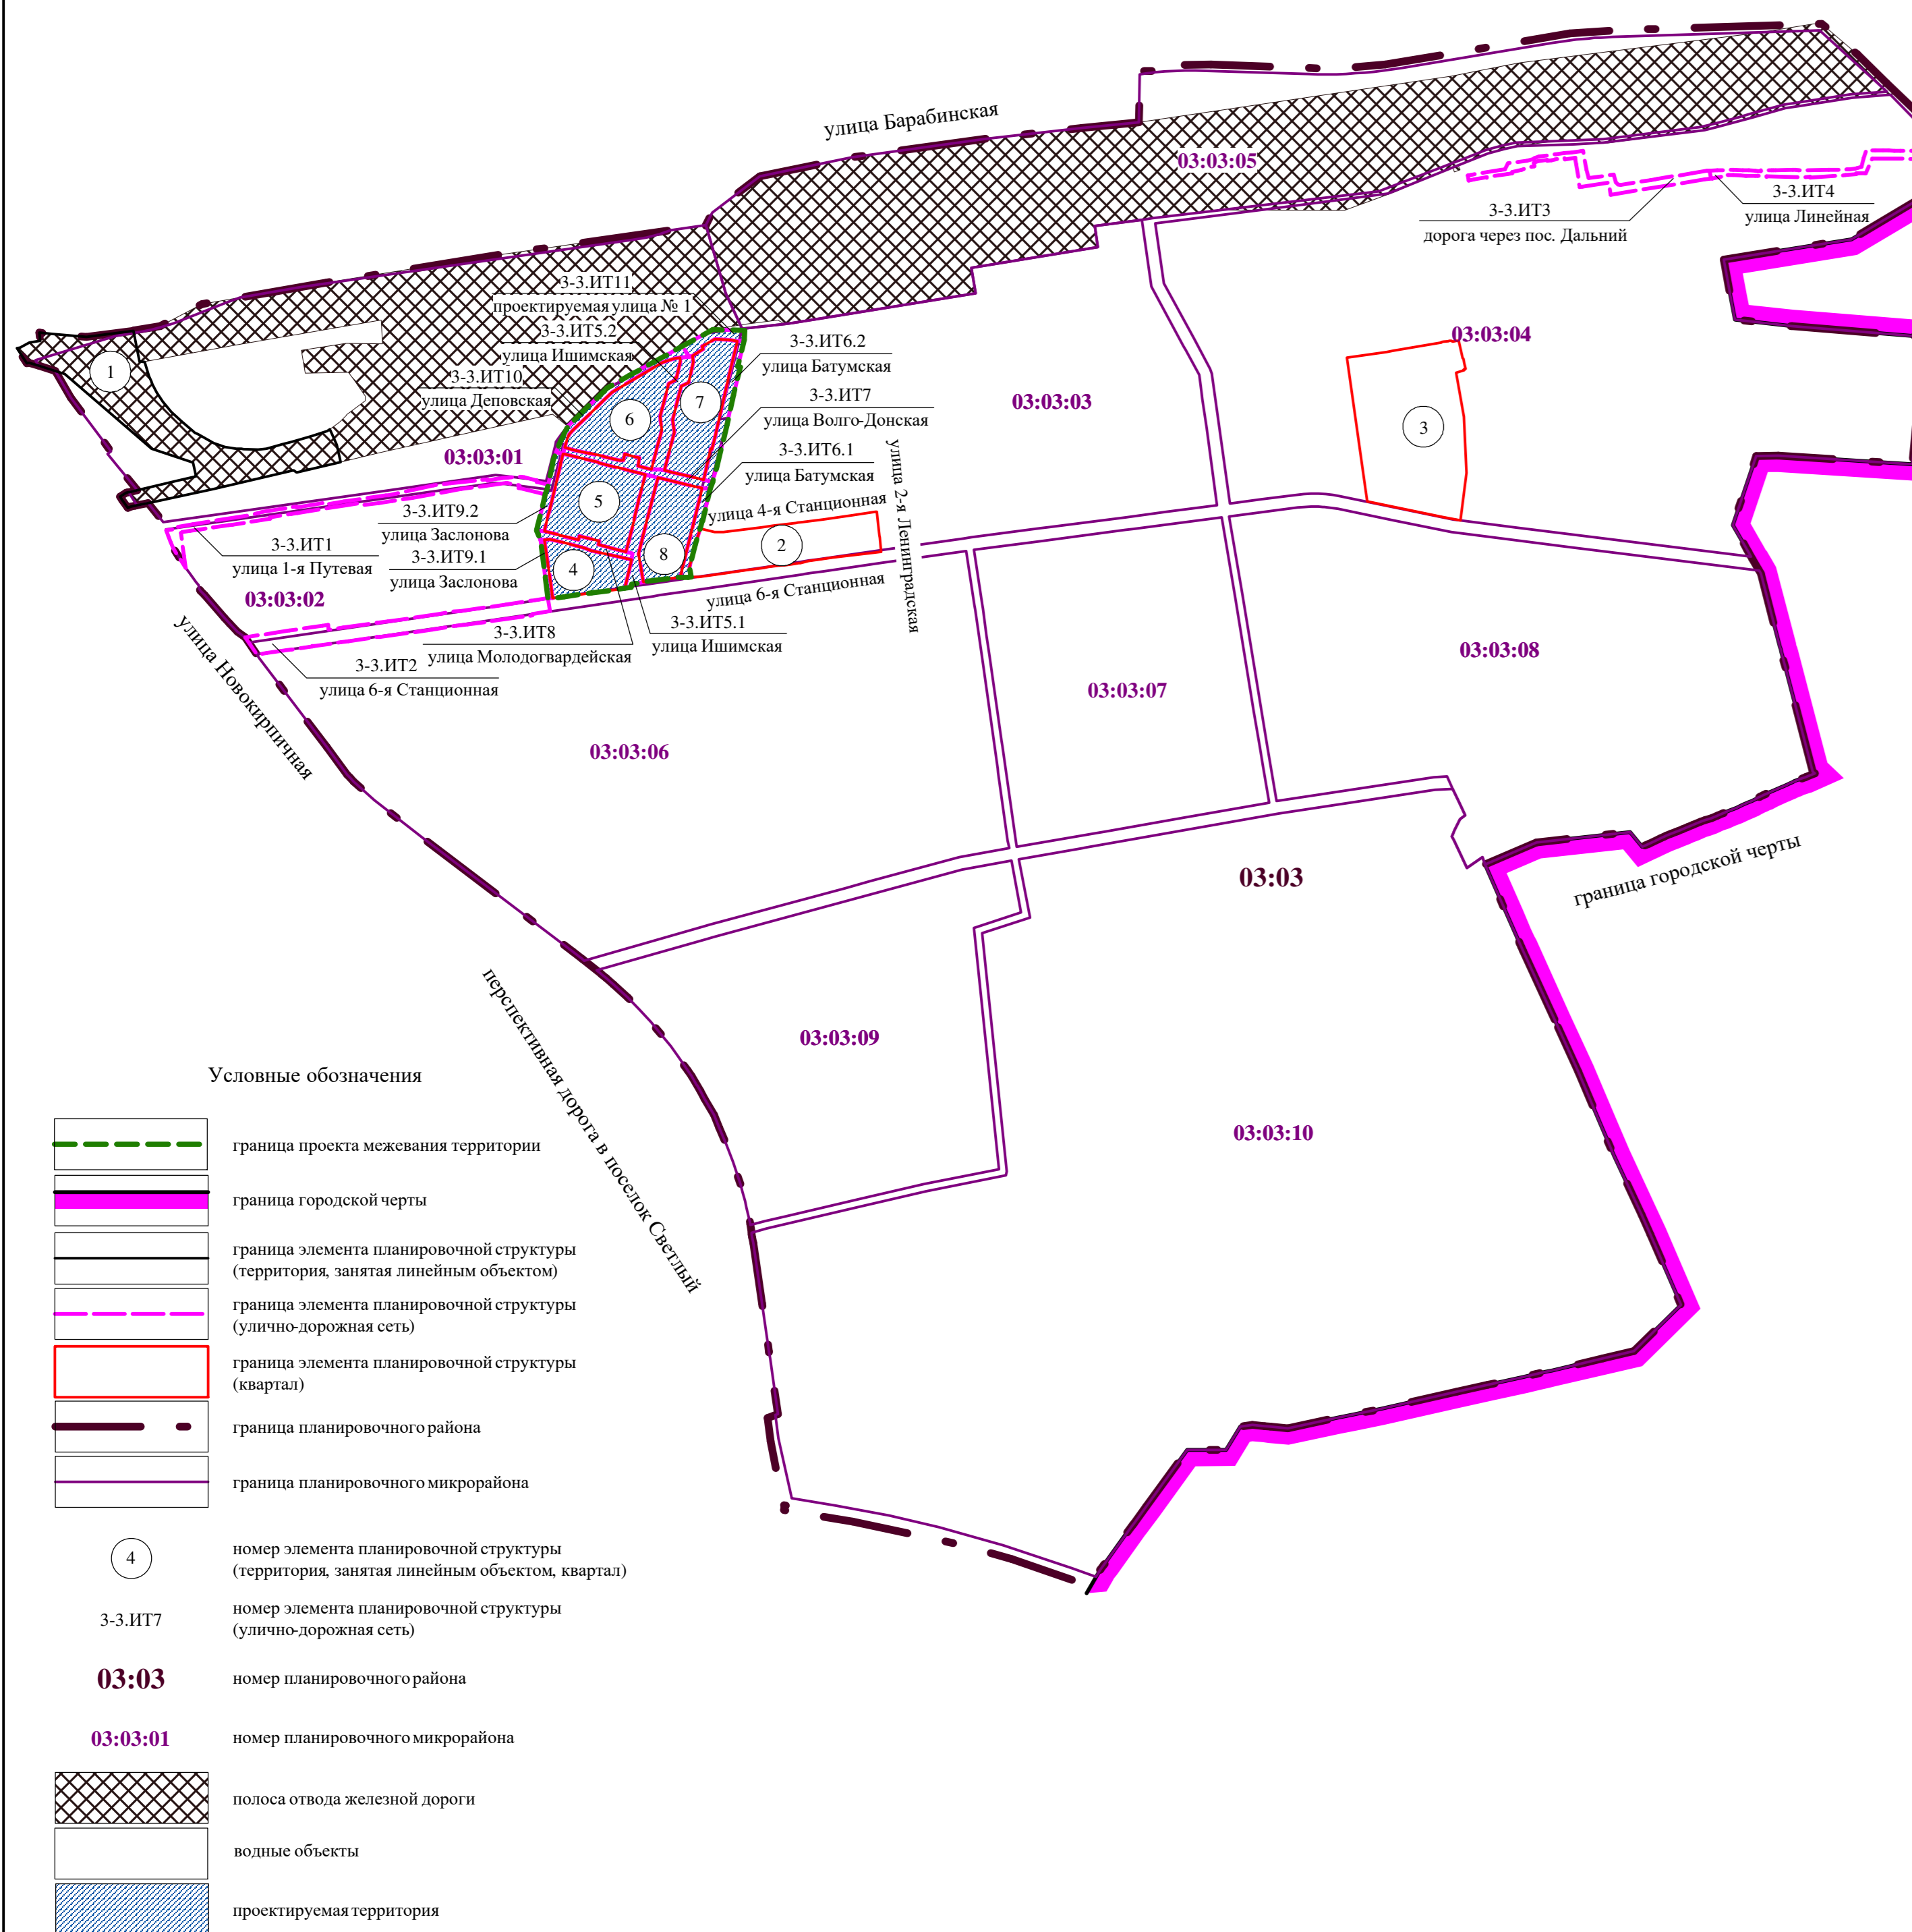 улица Барабинская
03:03:05
3-3.ИТ4
улица Линейная
3-3.ИТ3
дорога через пос. Дальний
3-3.ИТ11
проектируемая улица № 1
3-3.ИТ5.2
улица Ишимская
3-3.ИТ10
улица Деповская
3-3.ИТ6.2
улица Батумская
3-3.ИТ7
улица Волго-Донская
3-3.ИТ6.1
улица Батумская
03:03:03
03:03:04
1
6
7
3
03:03:01
5
улица 4-я Станционная
улица 2-я Ленинградская
3-3.ИТ9.2
улица Заслонова
3-3.ИТ1
улица 1-я Путевая
3-3.ИТ9.1
улица Заслонова
4
8
2
03:03:02
улица 6-я Станционная
3-3.ИТ8
улица Молодогвардейская
3-3.ИТ5.1
улица Ишимская
3-3.ИТ2
улица 6-я Станционная
улица Новокирпичная
03:03:08
03:03:07
03:03:06
03:03
граница городской черты
перспективная дорога в поселок Светлый
03:03:09
03:03:10
Условные обозначения
граница проекта межевания территории
граница городской черты
граница элемента планировочной структуры
(территория, занятая линейным объектом)
граница элемента планировочной структуры
(улично-дорожная сеть)
граница элемента планировочной структуры
(квартал)
граница планировочного района
граница планировочного микрорайона
4
номер элемента планировочной структуры
(территория, занятая линейным объектом, квартал)
3-3.ИТ7
номер элемента планировочной структуры
(улично-дорожная сеть)
03:03
номер планировочного района
03:03:01
номер планировочного микрорайона
полоса отвода железной дороги
водные объекты
проектируемая территория